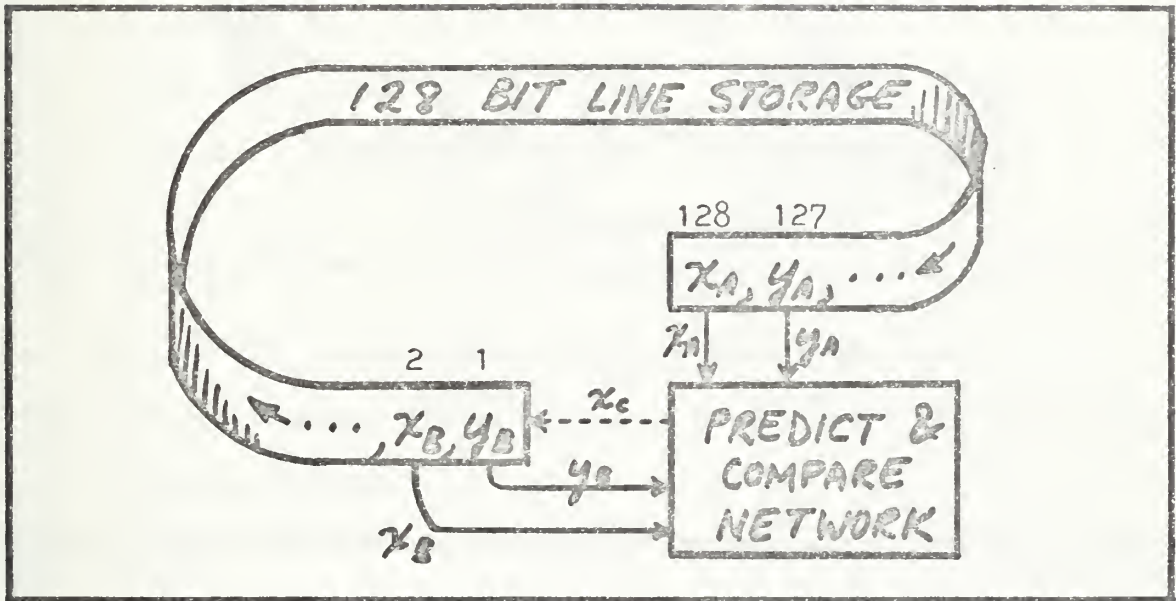 128 BIT LINE STORAGE
128 127
x_A, y_A, ...
x_A y_A
2 1
..., x_B, y_B
x_C
y_B
x_B
PREDICT &
COMPARE
NETWORK